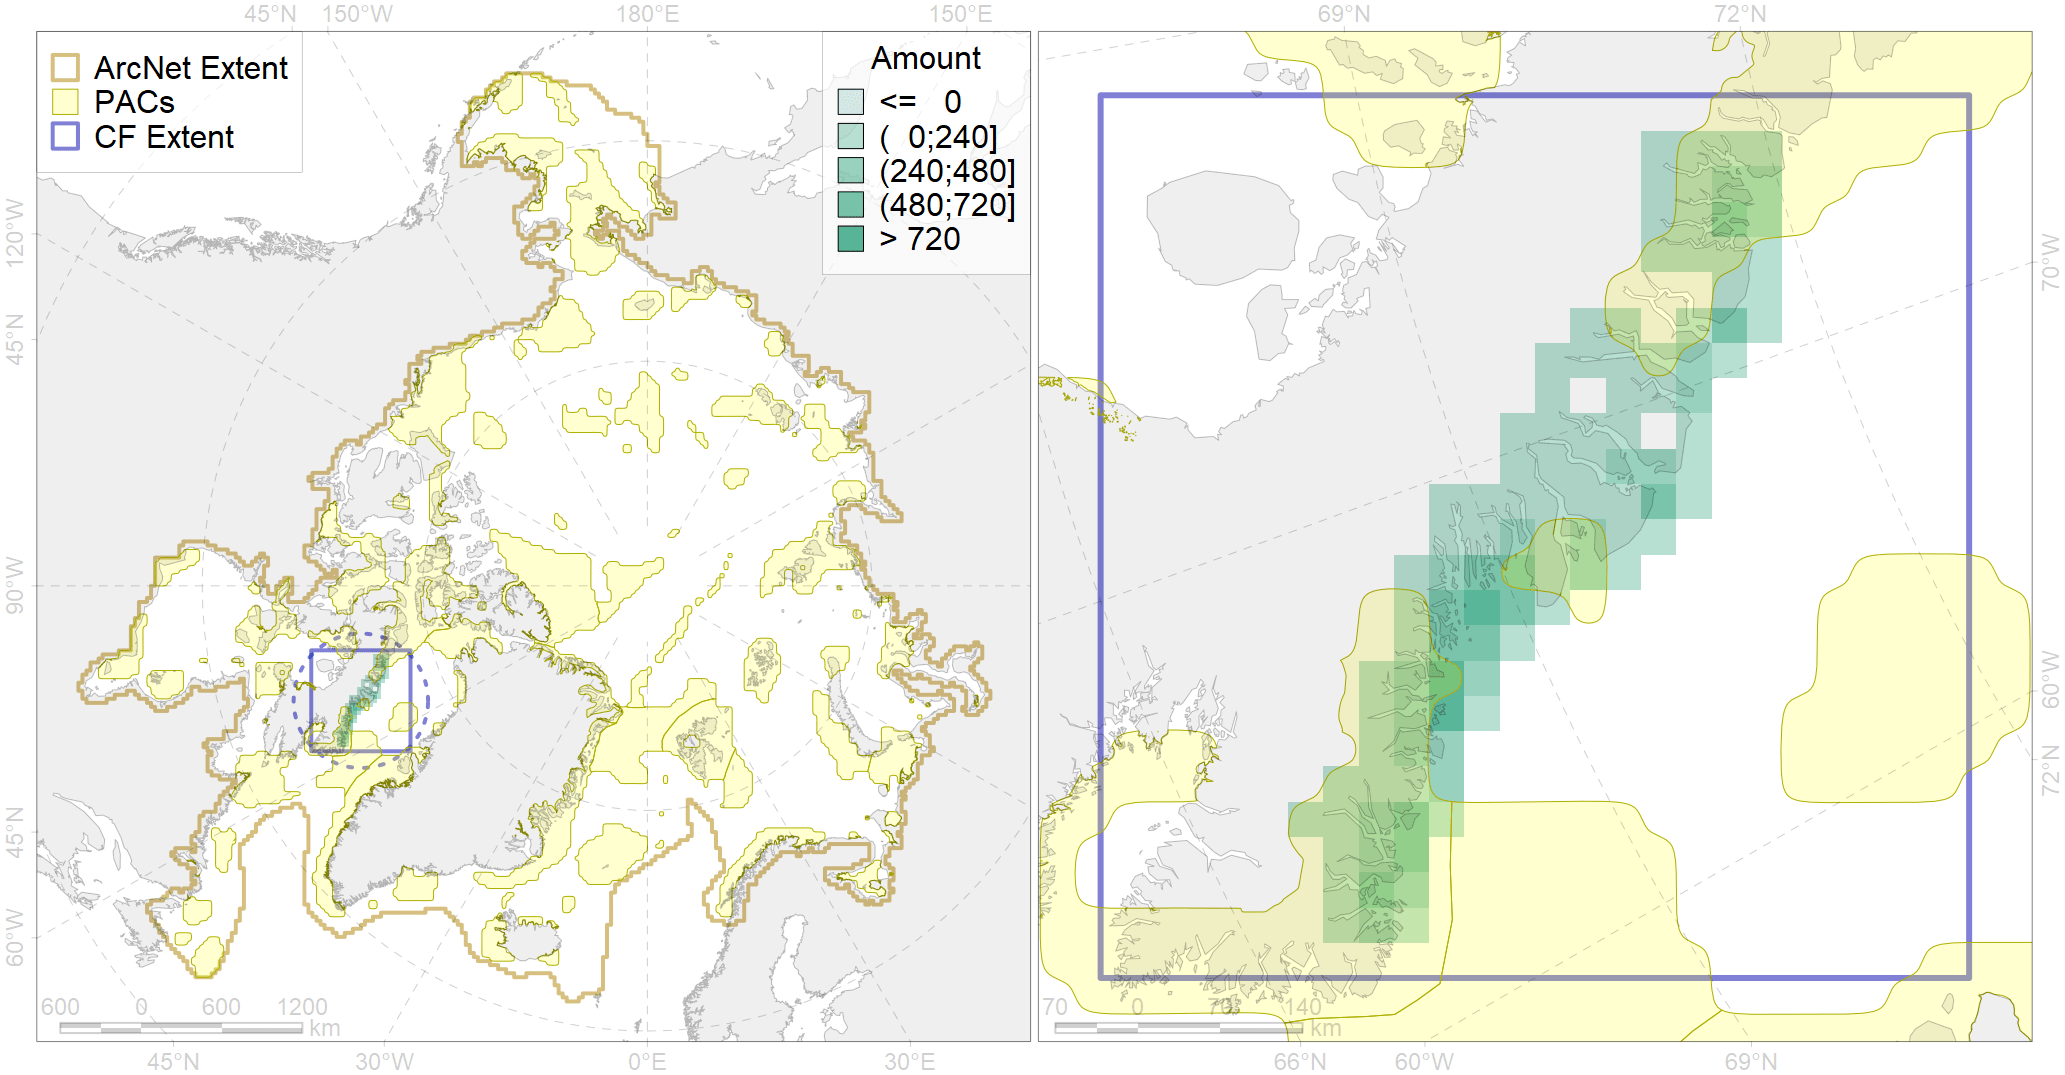 45°N 150°W 180°E 150°E 69°N 72°N
ArcNet Extent
PACs
CF Extent
Amount
<= 0
( 0;240]
(240;480]
(480;720]
> 720
120°W
45°N
90°W
45°N
60°W
70°W
60°W
72°N
600 0 600 1200
km
70 0 70 140
km
45°N 30°W 0°E 30°E 66°N 60°W 69°N